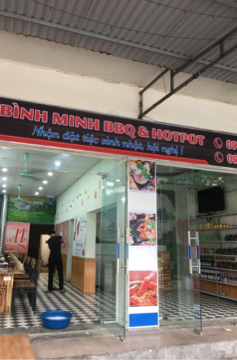 BÌNH MINH BBQ & HOTPOT
Nhận đặt tiệc sinh nhật, hội nghị !